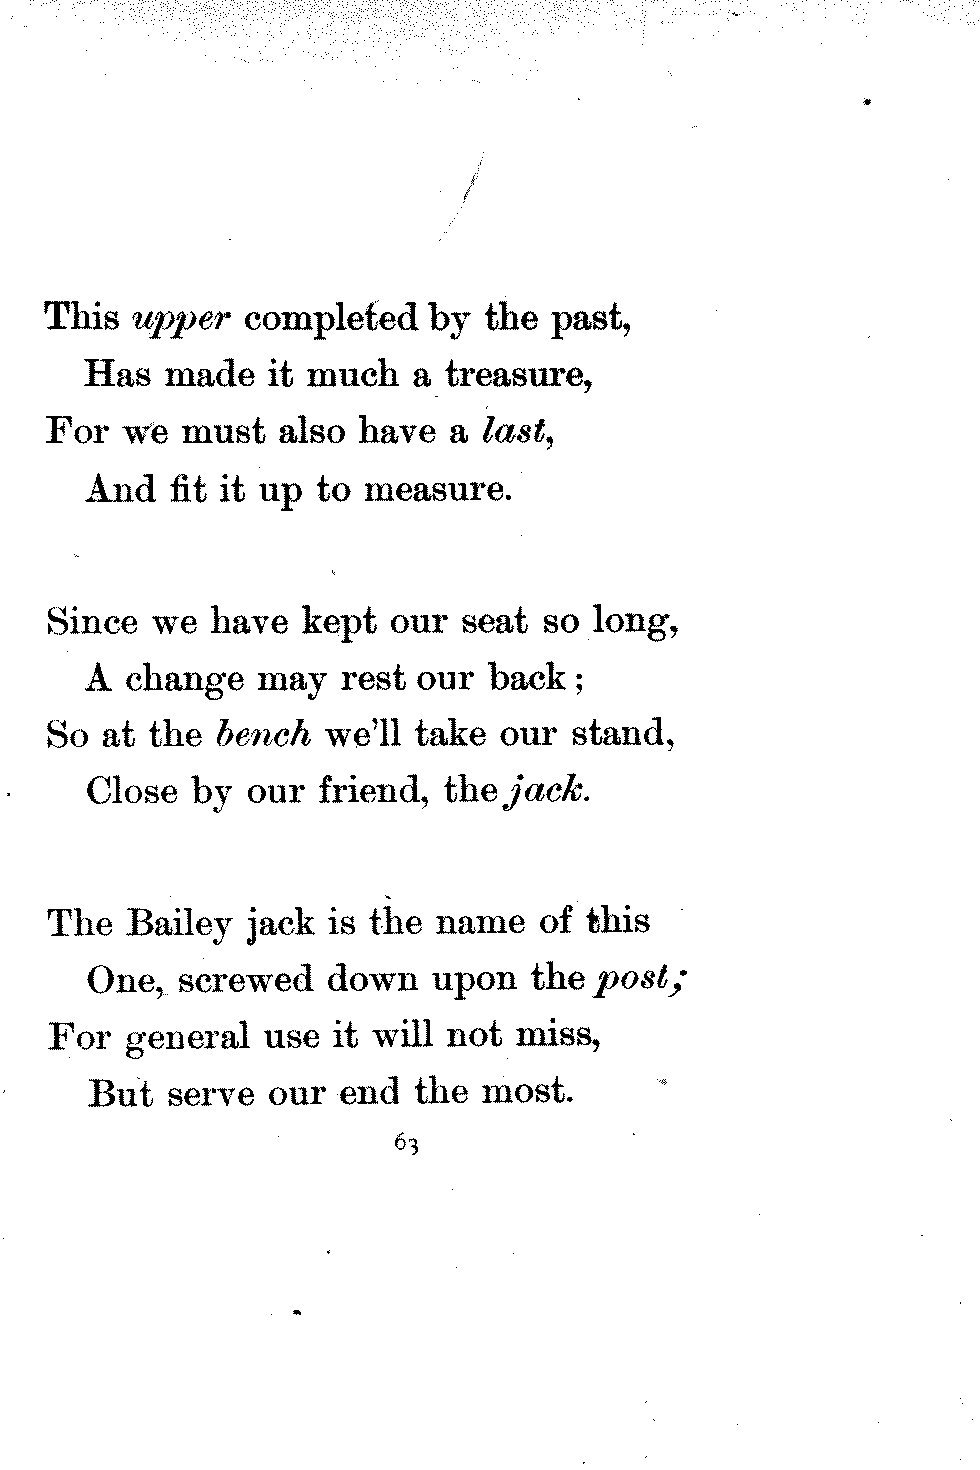 This upper completed by the past,
Has made it much a treasure,
For we must also have a last,
And fit it up to measure.
Since we have kept our seat so long,
A change may rest our back;
So at the bench we'll take our stand,
Close by our friend, the jack.
The Bailey jack is the name of this
One, screwed down upon the post;
For general use it will not miss,
But serve our end the most.
63